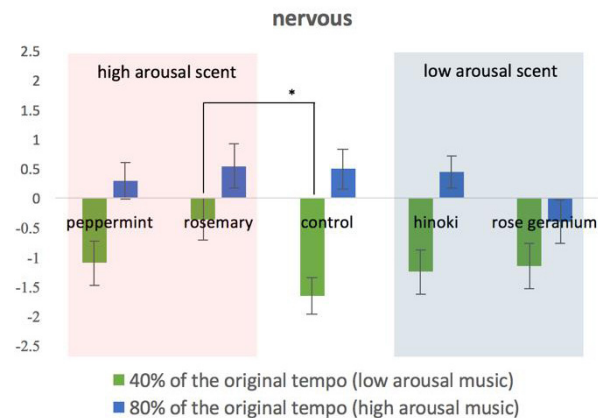 nervous
2.5
2
1.5
1
0.5
0
-0.5
-1
-1.5
-2
-2.5
high arousal scent
low arousal scent
*
peppermint rosemary control hinoki rose geranium
40% of the original tempo (low arousal music)
80% of the original tempo (high arousal music)